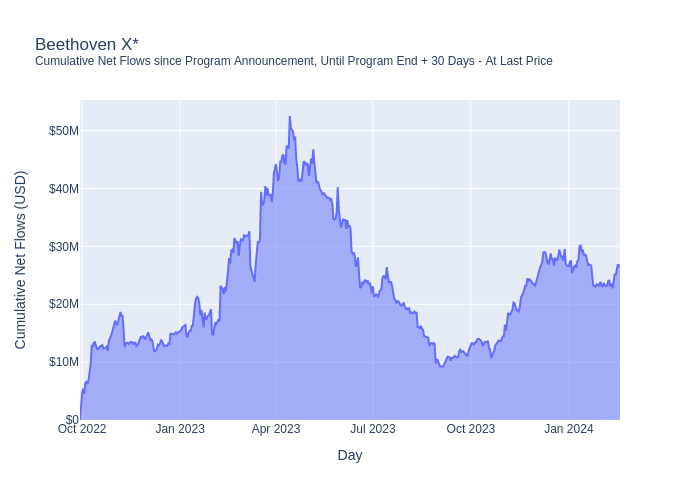 Beethoven X*
Cumulative Net Flows since Program Announcement, Until Program End + 30 Days - At Last Price
Cumulative Net Flows (USD)
$50M
$40M
$30M
$20M
$10M
$0
Oct 2022
Jan 2023
Apr 2023
Jul 2023
Oct 2023
Jan 2024
Day